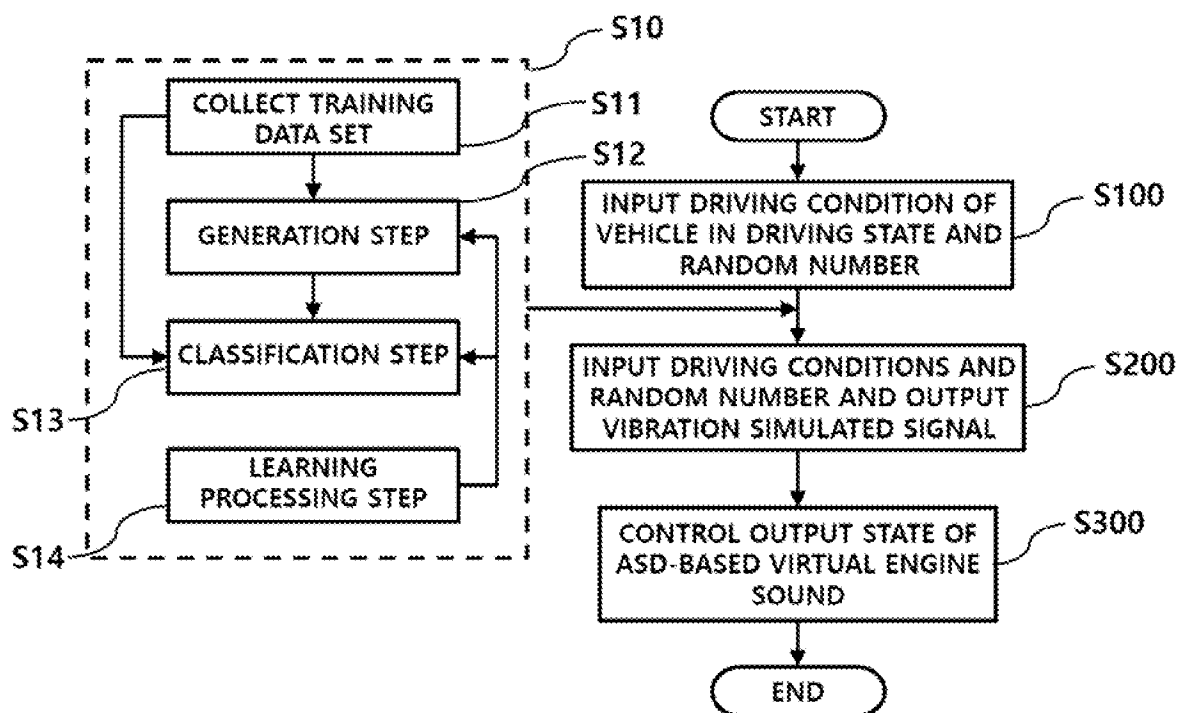 S10
COLLECT TRAINING
DATA SET
S11
S12
GENERATION STEP
CLASSIFICATION STEP
S13
LEARNING
PROCESSING STEP
S14
START
INPUT DRIVING CONDITION OF
VEHICLE IN DRIVING STATE AND
RANDOM NUMBER
S100
INPUT DRIVING CONDITIONS AND
RANDOM NUMBER AND OUTPUT
VIBRATION SIMULATED SIGNAL
S200
CONTROL OUTPUT STATE OF
ASD-BASED VIRTUAL ENGINE
SOUND
S300
END